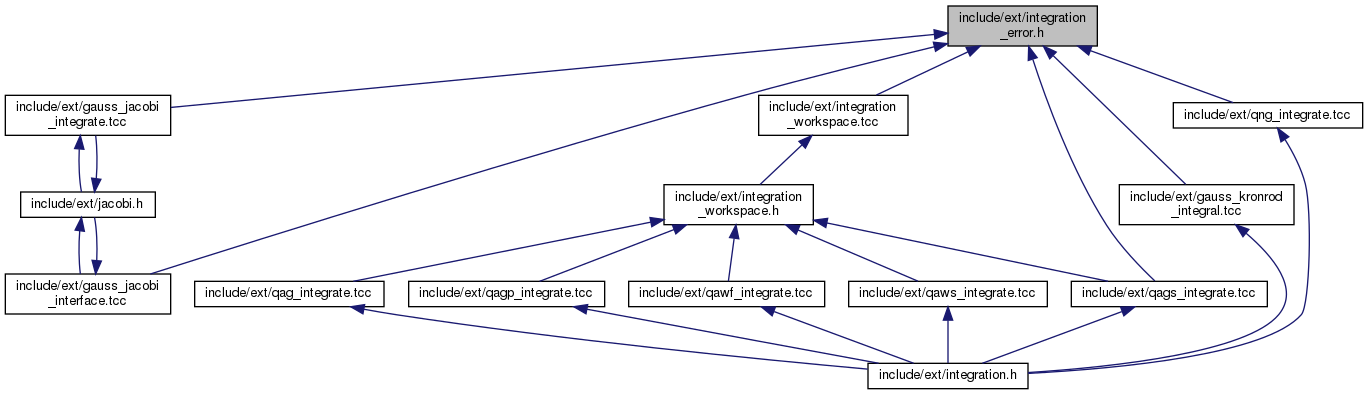 include/ext/integration
_error.h
include/ext/gauss_jacobi
_integrate.tcc
include/ext/integration
_workspace.tcc
include/ext/qng_integrate.tcc
include/ext/jacobi.h
include/ext/integration
_workspace.h
include/ext/gauss_kronrod
_integral.tcc
include/ext/gauss_jacobi
_interface.tcc
include/ext/qag_integrate.tcc
include/ext/qagp_integrate.tcc
include/ext/qawf_integrate.tcc
include/ext/qaws_integrate.tcc
include/ext/qags_integrate.tcc
include/ext/integration.h